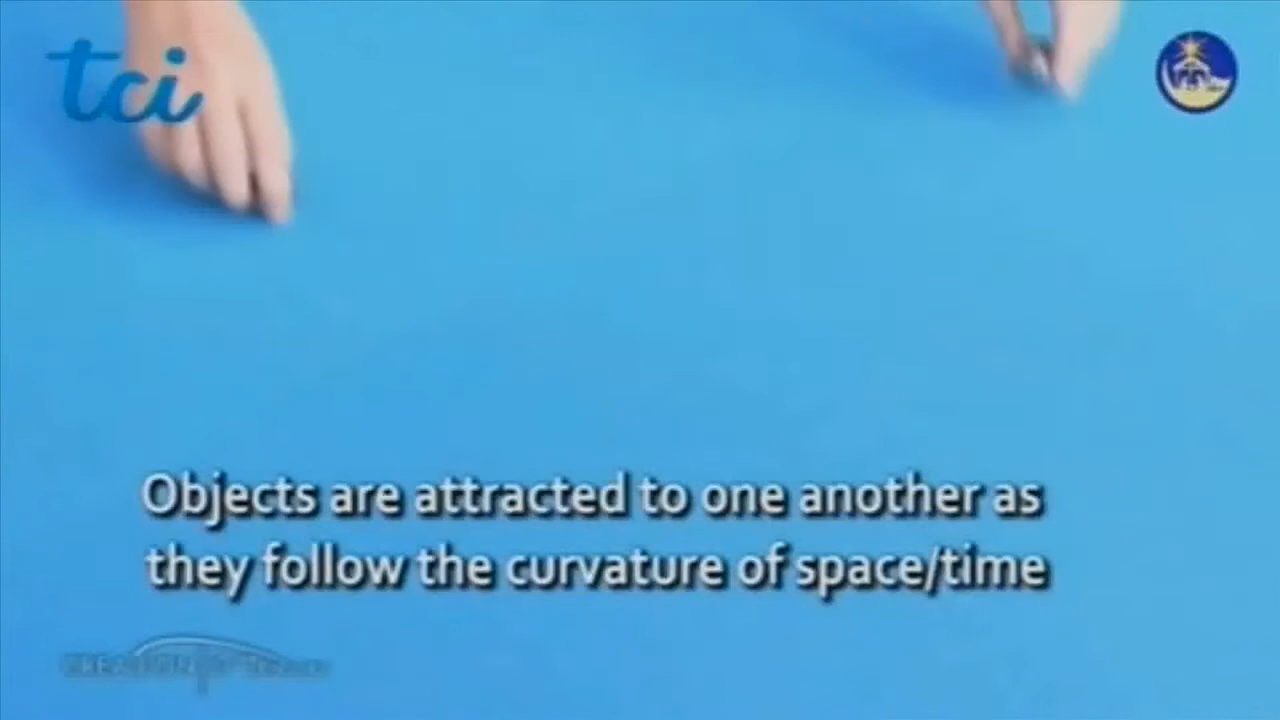 tci
Objects are attracted to one another as
they follow the curvature of space/time